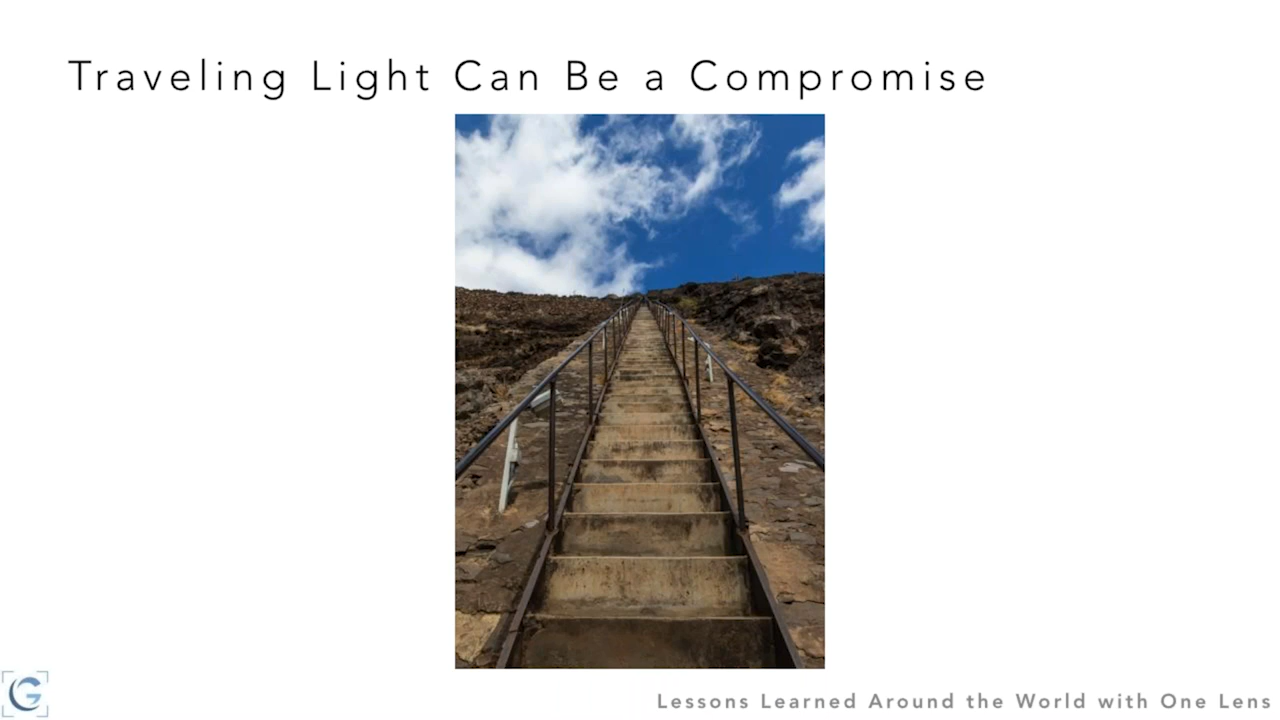 Traveling Light Can Be a Compromise
G
Lessons Learned Around the World with One Lens